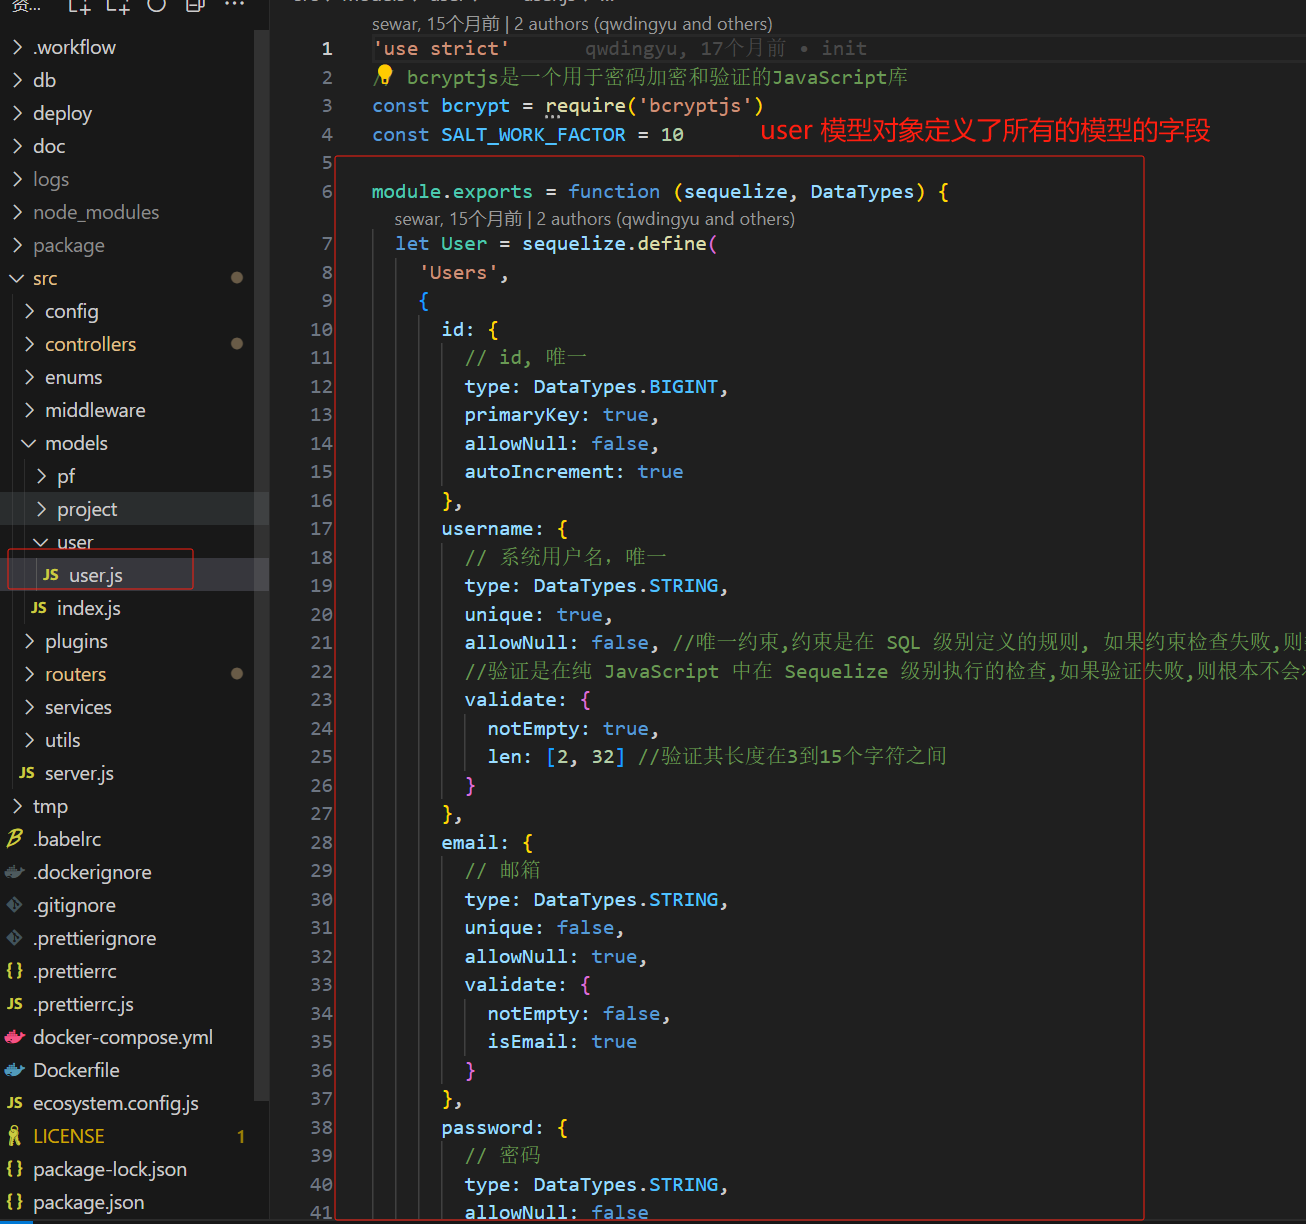 资...
.workflow
db
deploy
doc
logs
node_modules
package
src
config
controllers
enums
middleware
models
pf
project
user
JS user.js
JS index.js
plugins
routers
services
utils
JS server.js
tmp
.babelrc
.dockerignore
.gitignore
.prettierignore
{} .prettierrc
JS .prettierrc.js
docker-compose.yml
Dockerfile
JS ecosystem.config.js
LICENSE 1
{} package-lock.json
{} package.json
sewar, 15个月前 | 2 authors (qwdingyu and others)
1 'use strict' qwdingyu, 17个月前 • init
2 / bcryptjs是一个用于密码加密和验证的JavaScript库
3 const bcrypt = require('bcryptjs')
4 const SALT_WORK_FACTOR = 10
user 模型对象定义了所有的模型的字段
5
6 module.exports = function (sequelize, DataTypes) {
sewar, 15个月前 | 2 authors (qwdingyu and others)
7 let User = sequelize.define(
8 'Users',
9 {
10 id: {
11 // id, 唯一
12 type: DataTypes.BIGINT,
13 primaryKey: true,
14 allowNull: false,
15 autoIncrement: true
16 },
17 username: {
18 // 系统用户名，唯一
19 type: DataTypes.STRING,
20 unique: true,
21 allowNull: false, //唯一约束,约束是在 SQL 级别定义的规则, 如果约束检查失败,则
22 //验证是在纯 JavaScript 中在 Sequelize 级别执行的检查,如果验证失败,则根本不会
23 validate: {
24 notEmpty: true,
25 len: [2, 32] //验证其长度在3到15个字符之间
26 }
27 },
28 email: {
29 // 邮箱
30 type: DataTypes.STRING,
31 unique: false,
32 allowNull: true,
33 validate: {
34 notEmpty: false,
35 isEmail: true
36 }
37 },
38 password: {
39 // 密码
40 type: DataTypes.STRING,
41 allowNull: false